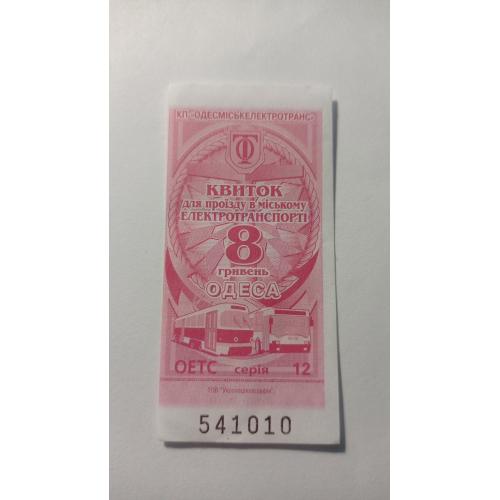 КП "ОДЕСМІСЬКЕЛЕКТРОТРАНС"
КВИТОК
для проїзду в міському
ЕЛЕКТРОТРАНСПОРТІ
8
гривень
ОДЕСА
ОЕТС серія 12
541010